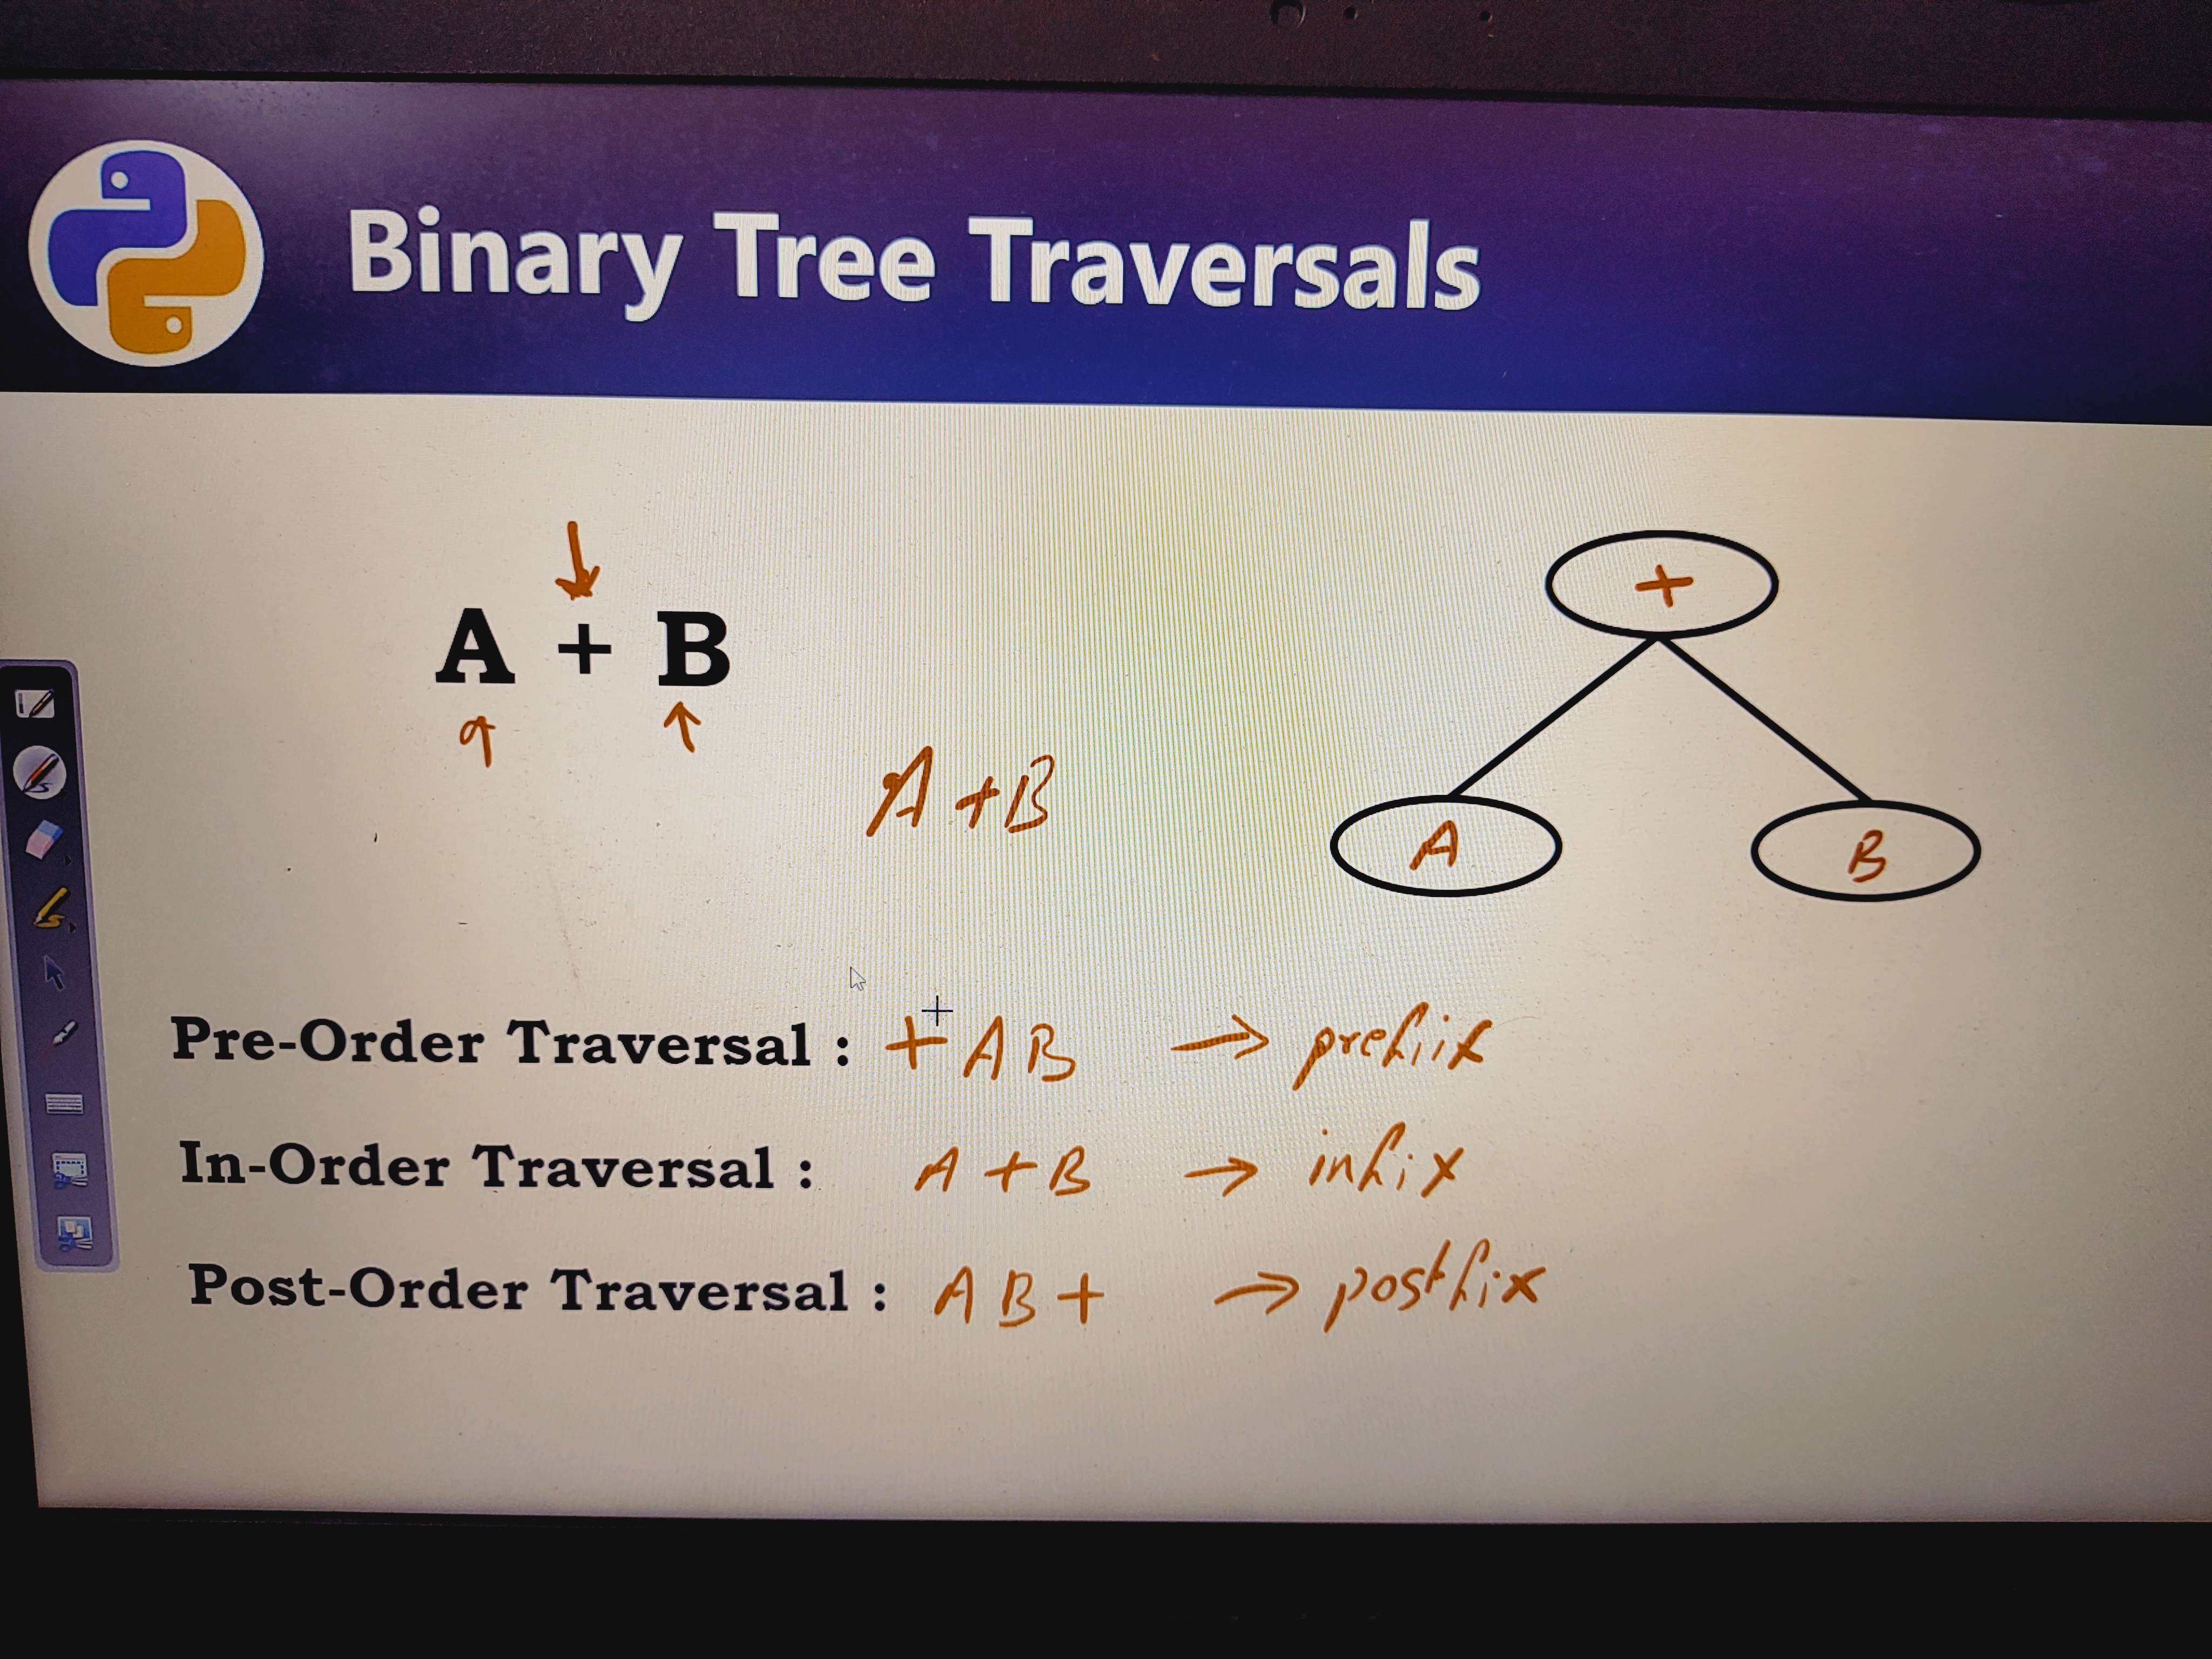 Binary Tree Traversals
A + B
A+B
+
A
B
Pre-Order Traversal : +AB → prefix
In-Order Traversal : A+B → infix
Post-Order Traversal : AB+ → postfix